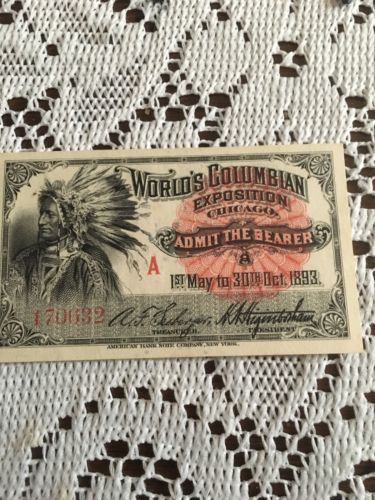 WORLD'S COLUMBIAN
EXPOSITION
CHICAGO.
ADMIT THE BEARER
A
1ST May to 30TH Oct. 1893.
170632
TREASURER.
PRESIDENT
AMERICAN BANK NOTE COMPANY, NEW YORK.